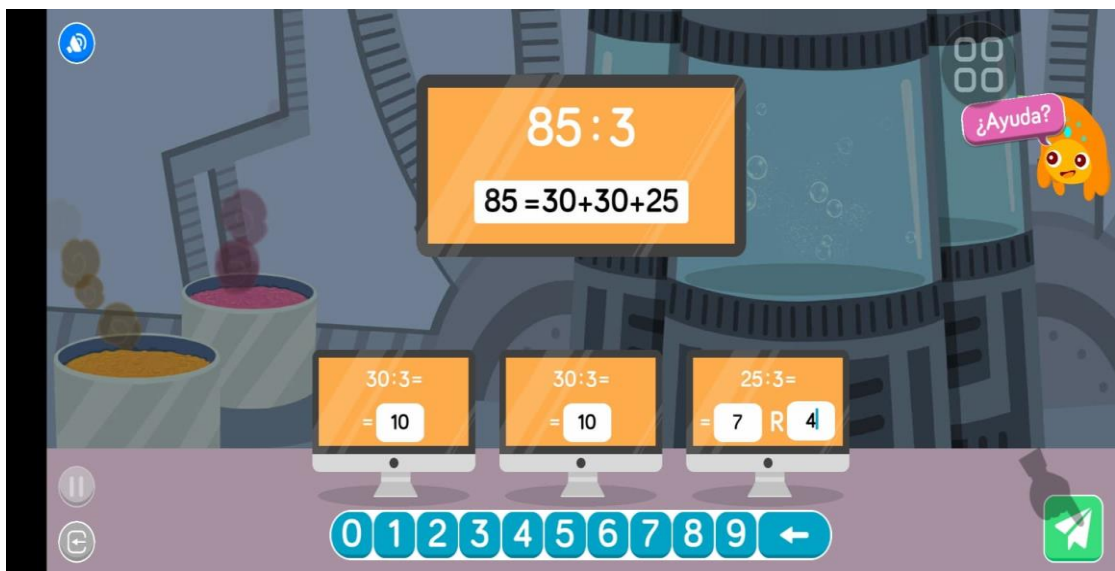 85:3
85=30+30+25
¿Ayuda?
30:3=
= 10
30:3=
= 10
25:3=
= 7 R 4
0 1 2 3 4 5 6 7 8 9 ←